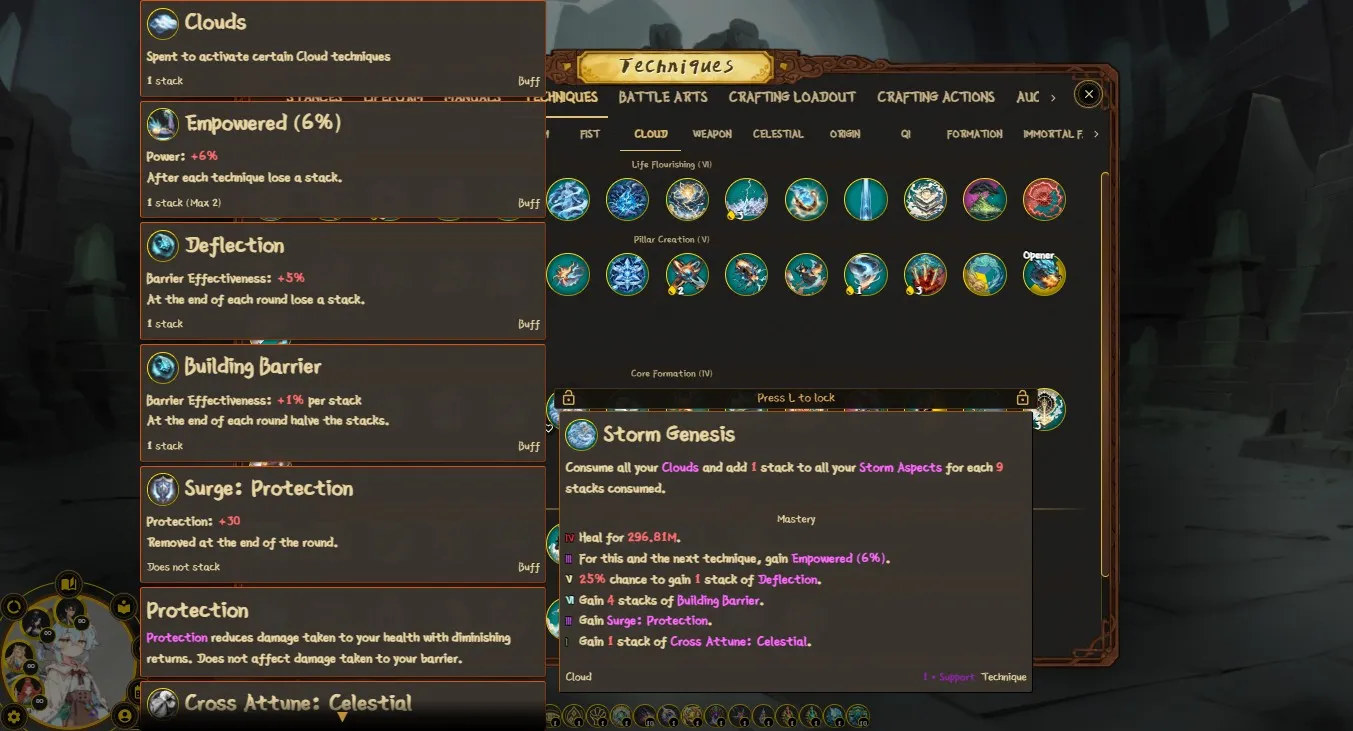 Clouds
Spent to activate certain Cloud techniques
1 stack
Buff
Empowered (6%)
Power: +6%
After each technique lose a stack.
1 stack (Max 2)
Buff
Deflection
Barrier Effectiveness: +5%
At the end of each round lose a stack.
1 stack
Buff
Building Barrier
Barrier Effectiveness: +1% per stack
At the end of each round halve the stacks.
1 stack
Buff
Surge: Protection
Protection: +30
Removed at the end of the round.
Does not stack
Buff
Protection
Protection reduces damage taken to your health with diminishing
returns. Does not affect damage taken to your barrier.
Cross Attune: Celestial
Techniques
TECHNIQUES BATTLE ARTS CRAFTING LOADOUT CRAFTING ACTIONS AUC
FIST CLOUD WEAPON CELESTIAL ORIGIN QI FORMATION IMMORTAL F.
Life Flourishing (VI)
3
Pillar Creation (V)
Opener
2
1
3
Core Formation (IV)
Press L to lock
3
Storm Genesis
Consume all your Clouds and add 1 stack to all your Storm Aspects for each 9
stacks consumed.
Mastery
IV Heal for 296.81M.
III For this and the next technique, gain Empowered (6%).
V 25% chance to gain 1 stack of Deflection.
VI Gain 4 stacks of Building Barrier.
III Gain Surge: Protection.
I Gain 1 stack of Cross Attune: Celestial.
Cloud
1 • Support Technique